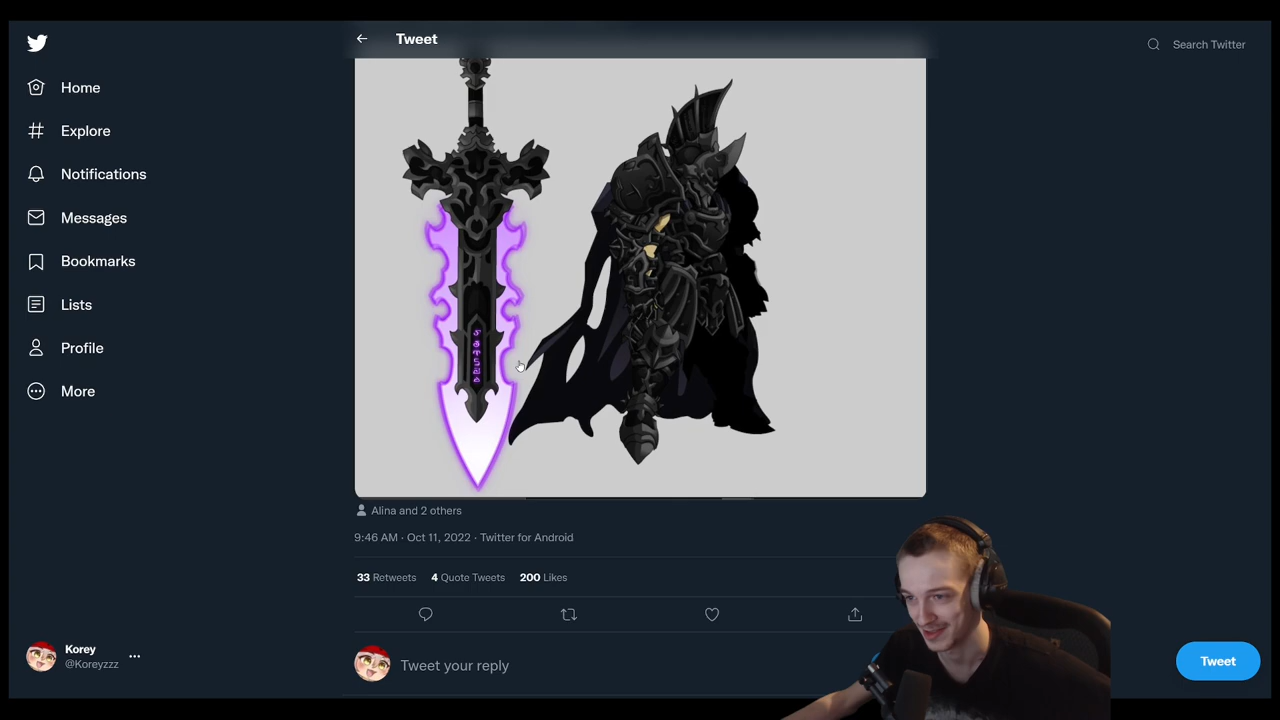 Tweet
Search Twitter
Home
Explore
Notifications
Messages
Bookmarks
Lists
Profile
More
Alina and 2 others
9:46 AM · Oct 11, 2022 · Twitter for Android
33 Retweets 4 Quote Tweets 200 Likes
Tweet your reply
Korey
@Koreyzzz
Tweet